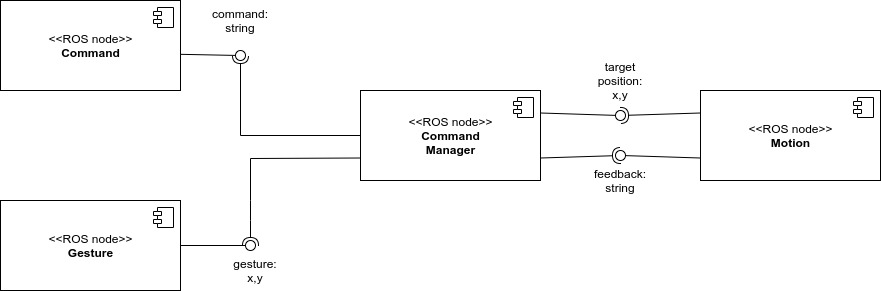 <<ROS node>>
Command
command:
string
<<ROS node>>
Command
Manager
target
position:
x,y
<<ROS node>>
Motion
feedback:
string
<<ROS node>>
Gesture
gesture:
x,y